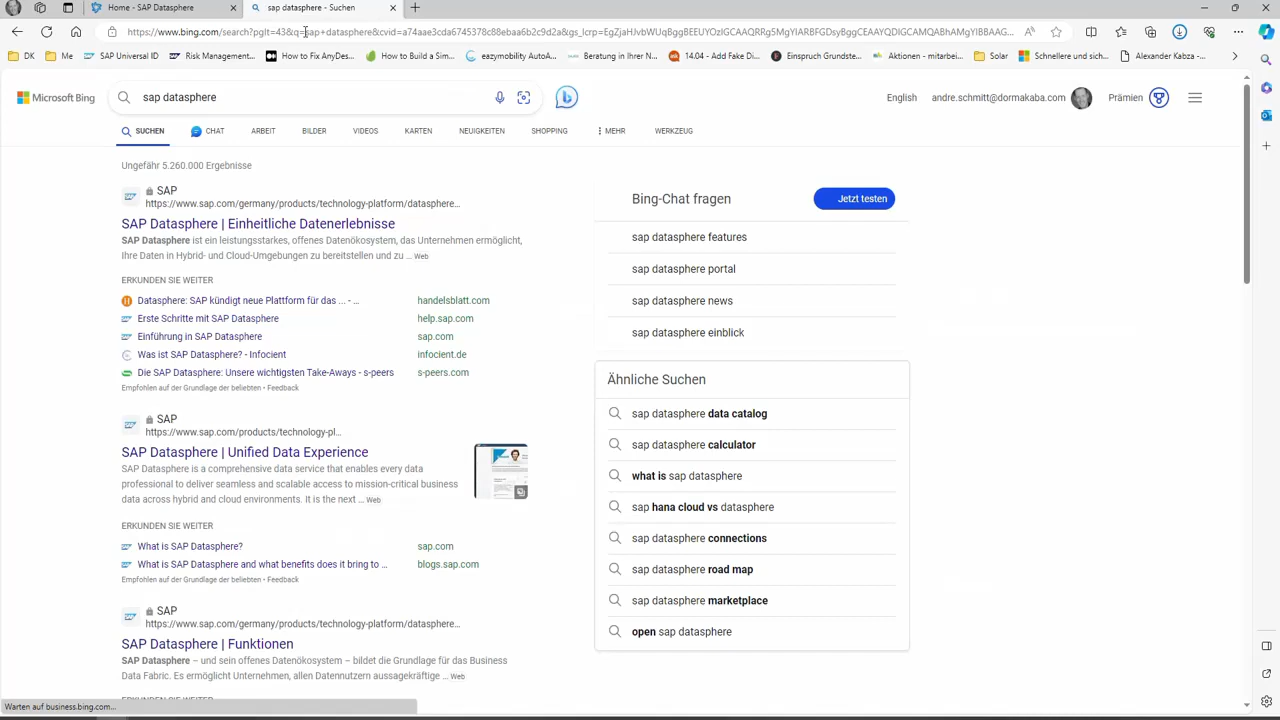 Home - SAP Datasphere
sap datasphere - Suchen
https://www.bing.com/search?pglt=43&q=sap+datasphere&cvid=a74aae3cda6745378c88ebaa6b2c9d2a&gs_lcrp=
DK
Me
SAP Universal ID
Risk Management...
How to Fix AirDes...
How to Build a Sim...
eezymobility AutoA...
Beratung in Ihrer N...
14.04 - Add Fake Di...
Einspruch Grundste...
Aktionen - mitarbei...
Solar
Schnellere und sich...
Alexander Kabza -...
Microsoft Bing
sap datasphere
English
andre.schmitt@dormakaba.com
Prämien
SUCHEN
CHAT
ARBEIT
BILDER
VIDEOS
KARTEN
NEUIGKEITEN
SHOPPING
MEHR
WERKZEUG
Ungefähr 5.260.000 Ergebnisse
SAP
https://www.sap.com/germany/products/technology-platform/datasphere...
SAP Datasphere | Einheitliche Datenerlebnisse
SAP Datasphere ist ein leistungsstarkes, offenes Datenökosystem, das Unternehmen ermöglicht,
Ihre Daten in Hybrid- und Cloud-Umgebungen zu bereitstellen und zu ... Web
ERKUNDEN SIE WEITER
Datasphere: SAP kündigt neue Plattform für das ... - ... handelsblatt.com
Erste Schritte mit SAP Datasphere help.sap.com
Einführung in SAP Datasphere sap.com
Was ist SAP Datasphere? - Infocient infocient.de
Die SAP Datasphere: Unsere wichtigsten Take-Aways - s-peers s-peers.com
Empfohlen auf der Grundlage der beliebten • Feedback
SAP
https://www.sap.com/products/technology-pl...
SAP Datasphere | Unified Data Experience
SAP Datasphere is a comprehensive data service that enables every data
professional to deliver seamless and scalable access to mission-critical business
data across hybrid and cloud environments. It is the next ... Web
ERKUNDEN SIE WEITER
What is SAP Datasphere? sap.com
What is SAP Datasphere and what benefits does it bring to ... blogs.sap.com
Empfohlen auf der Grundlage der beliebten • Feedback
SAP
https://www.sap.com/germany/products/technology-platform/datasphere...
SAP Datasphere | Funktionen
SAP Datasphere – und sein offenes Datenökosystem – bildet die Grundlage für das Business
Data Fabric. Es ermöglicht Unternehmen, allen Datennutzern aussagekräftige ... Web
ERKUNDEN SIE WEITER
Bing-Chat fragen
Jetzt testen
sap datasphere features
sap datasphere portal
sap datasphere news
sap datasphere einblick
Ähnliche Suchen
sap datasphere data catalog
sap datasphere calculator
what is sap datasphere
sap hana cloud vs datasphere
sap datasphere connections
sap datasphere road map
sap datasphere marketplace
open sap datasphere
Warten auf business.bing.com...